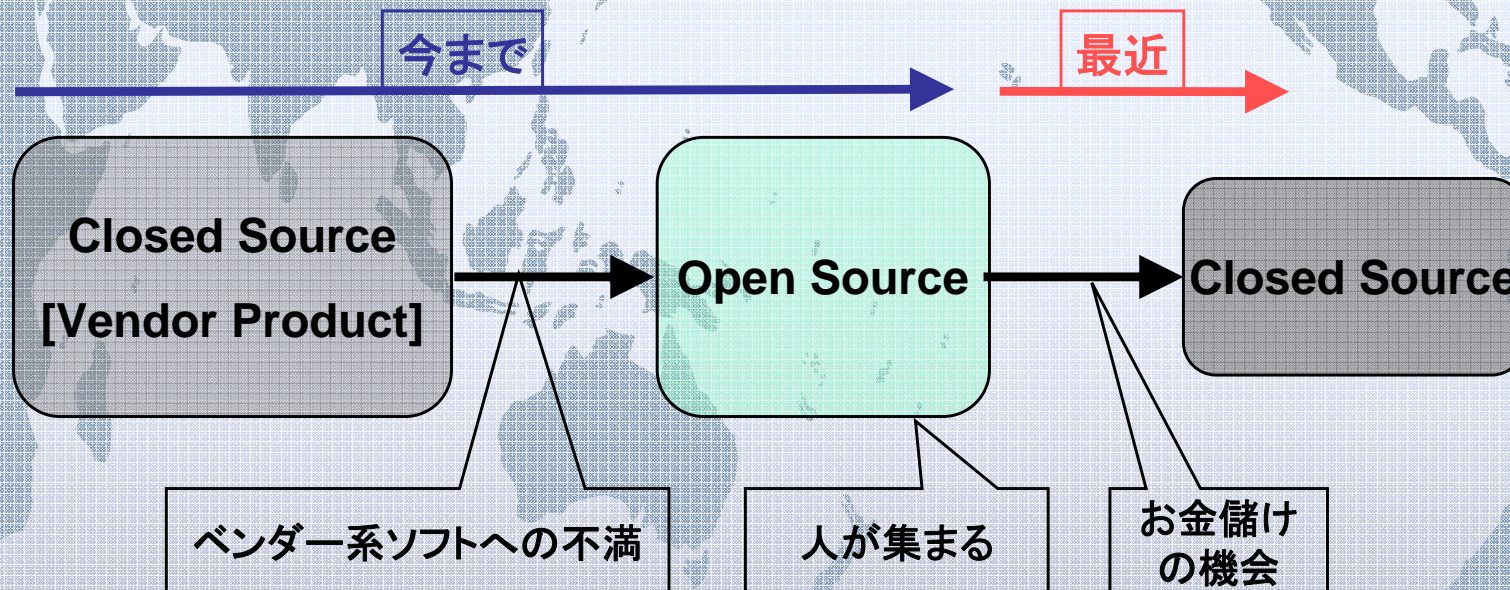 今まで
最近
Closed Source
[Vendor Product]
Open Source
Closed Source
ベンダー系ソフトへの不満
人が集まる
お金儲け
の機会